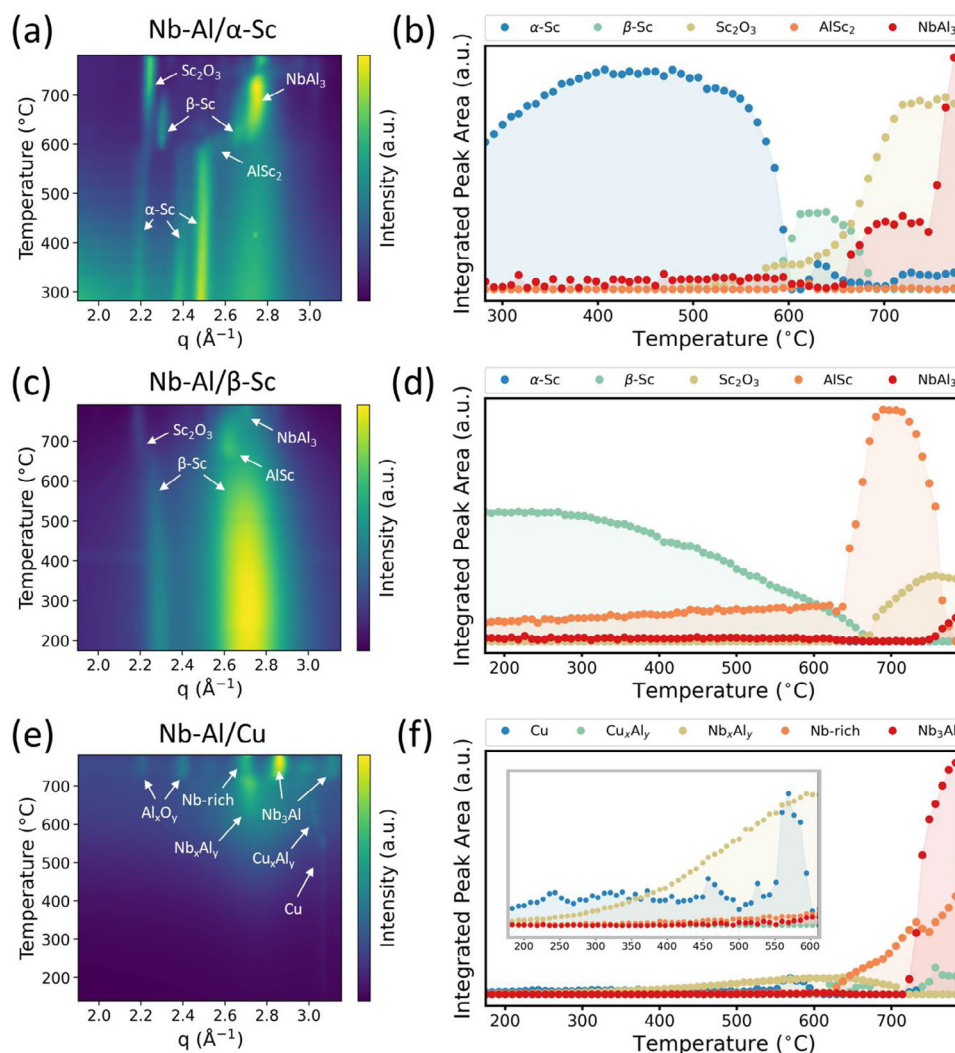 (a) Nb-Al/α-Sc
Temperature (°C)
700
600
500
400
300
Sc₂O₃
NbAl₃
β-Sc
AlSc₂
α-Sc
2.0 2.2 2.4 2.6 2.8 3.0
q (Å⁻¹)
Intensity (a.u.)
(b)
α-Sc β-Sc Sc₂O₃ AlSc₂ NbAl₃
Integrated Peak Area (a.u.)
300 400 500 600 700
Temperature (°C)
(c) Nb-Al/β-Sc
Temperature (°C)
700
600
500
400
300
200
Sc₂O₃
NbAl₃
β-Sc
AlSc
2.0 2.2 2.4 2.6 2.8 3.0
q (Å⁻¹)
Intensity (a.u.)
(d)
α-Sc β-Sc Sc₂O₃ AlSc NbAl₃
Integrated Peak Area (a.u.)
200 300 400 500 600 700
Temperature (°C)
(e) Nb-Al/Cu
Temperature (°C)
700
600
500
400
300
200
AlₓOᵧ
Nb-rich
Nb₃Al
NbₓAlᵧ
CuₓAlᵧ
Cu
2.0 2.2 2.4 2.6 2.8 3.0
q (Å⁻¹)
Intensity (a.u.)
(f)
Cu CuₓAlᵧ NbₓAlᵧ Nb-rich Nb₃Al
Integrated Peak Area (a.u.)
200 250 300 350 400 450 500 550 600
200 300 400 500 600 700
Temperature (°C)